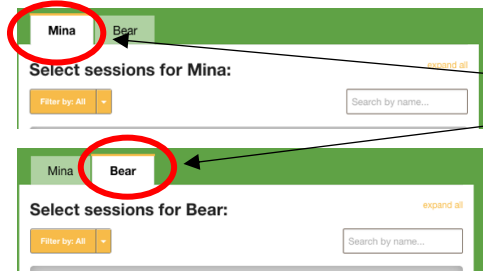 Mina Bear
Select sessions for Mina:
expand all
Filter by: All
Search by name...
Mina Bear
Select sessions for Bear:
expand all
Filter by: All
Search by name...